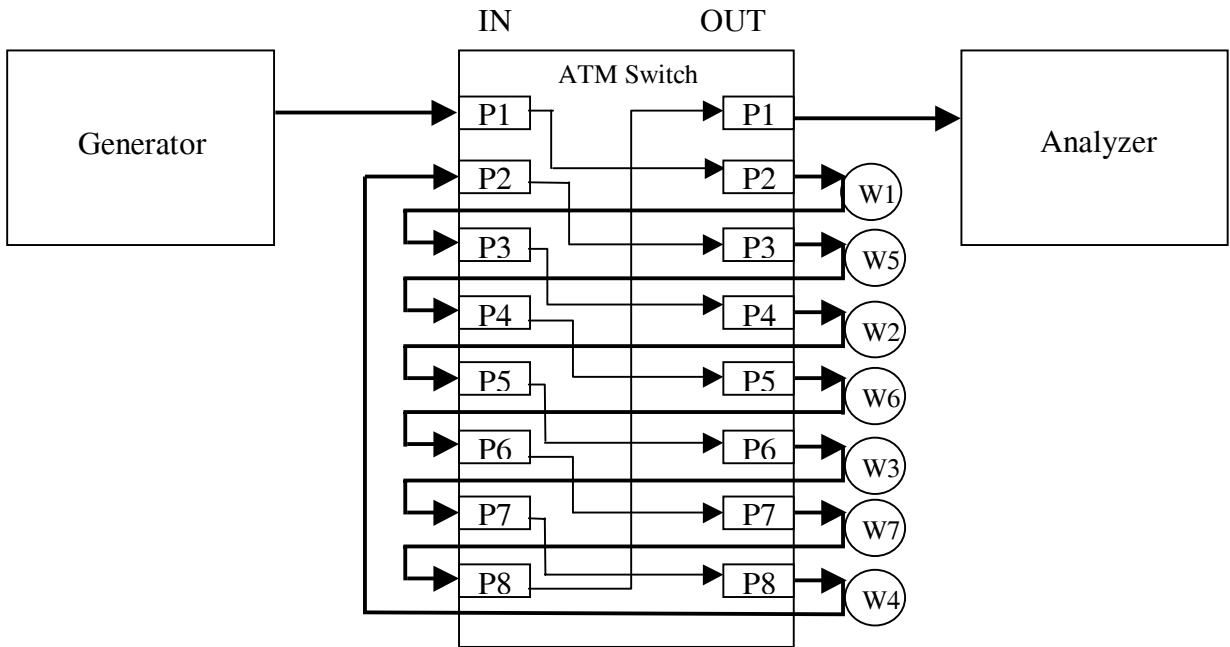 IN OUT
ATM Switch
Generator
Analyzer
P1 P1
P2 P2 W1
P3 P3 W5
P4 P4 W2
P5 P5 W6
P6 P6 W3
P7 P7 W7
P8 P8 W4